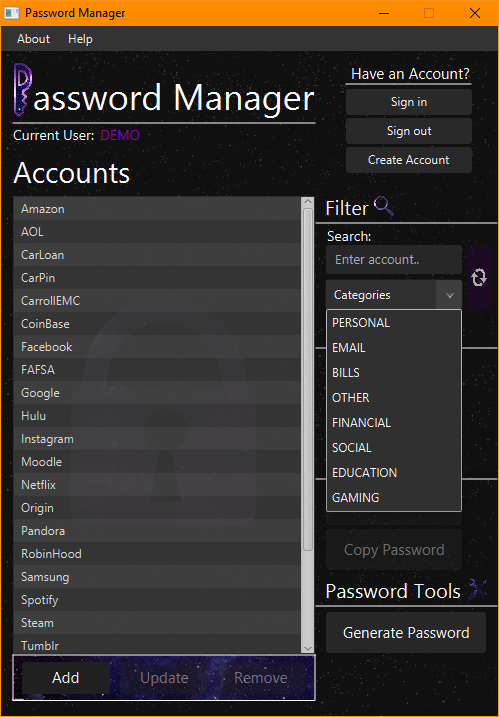 Password Manager
About Help
Password Manager
Current User: DEMO
Have an Account?
Sign in
Sign out
Create Account
Accounts
Amazon
AOL
CarLoan
CarPin
CarrollEMC
CoinBase
Facebook
FAFSA
Google
Hulu
Instagram
Moodle
Netflix
Origin
Pandora
RobinHood
Samsung
Spotify
Steam
Tumblr
Add Update Remove
Filter
Search:
Enter account..
Categories
PERSONAL
EMAIL
BILLS
OTHER
FINANCIAL
SOCIAL
EDUCATION
GAMING
Copy Password
Password Tools
Generate Password